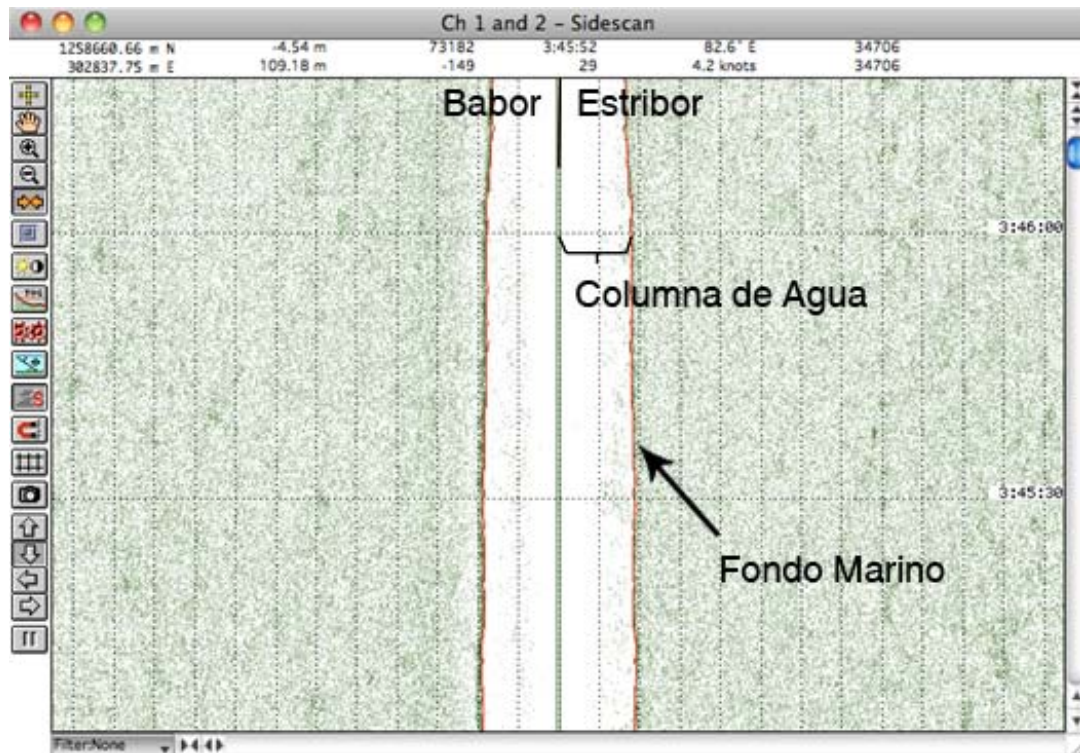 Ch 1 and 2 – Sidescan
1258660.66 m N -4.54 m 73182 3:45:52 82.6° E 34706
302837.75 m E 109.18 m -149 29 4.2 knots 34706
Babor Estribor
3:46:00
Columna de Agua
3:45:30
Fondo Marino
Filter:None